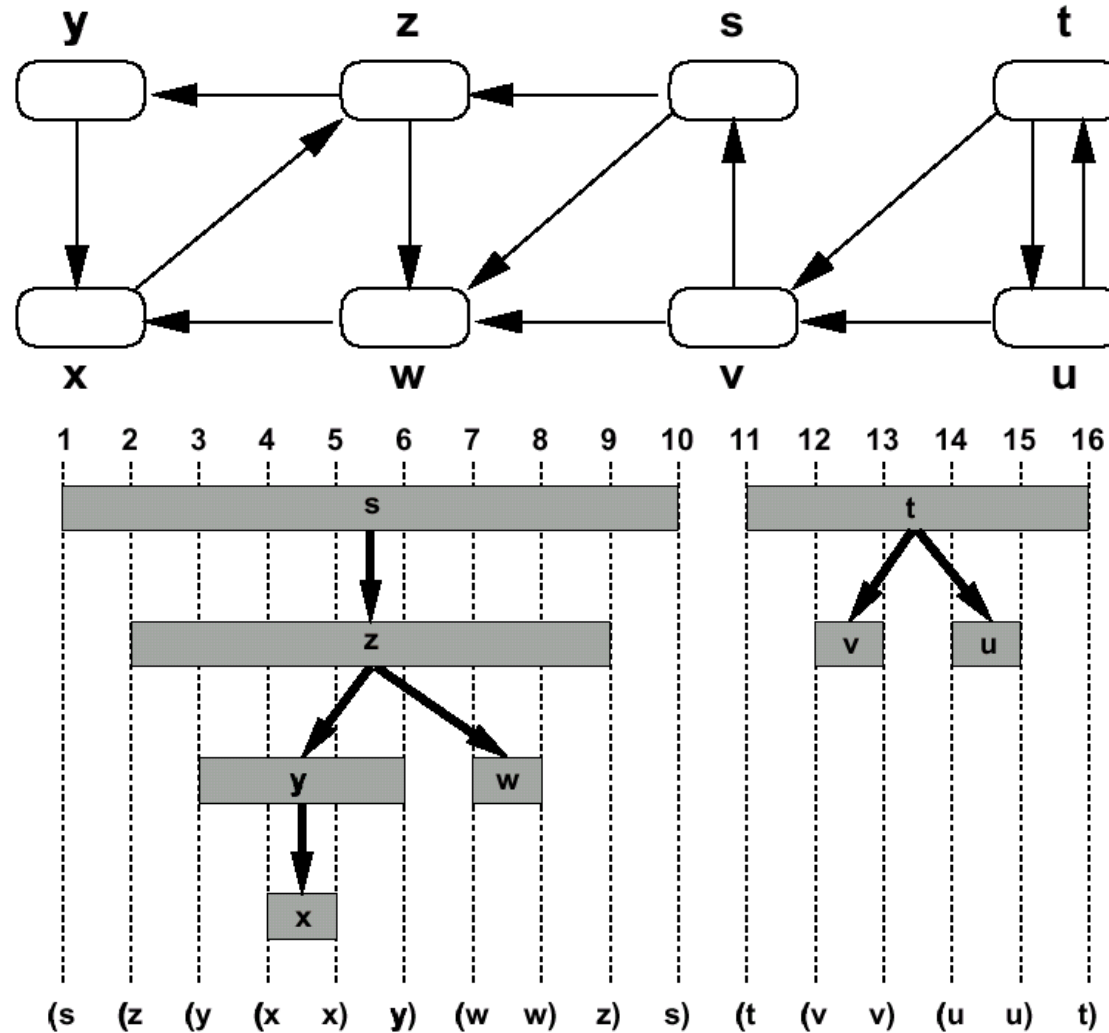 y z s t
x w v u
1 2 3 4 5 6 7 8 9 10 11 12 13 14 15 16
s t
z v u
y w
x
(s (z (y (x x) y) (w w) z) s) (t (v v) (u u) t)